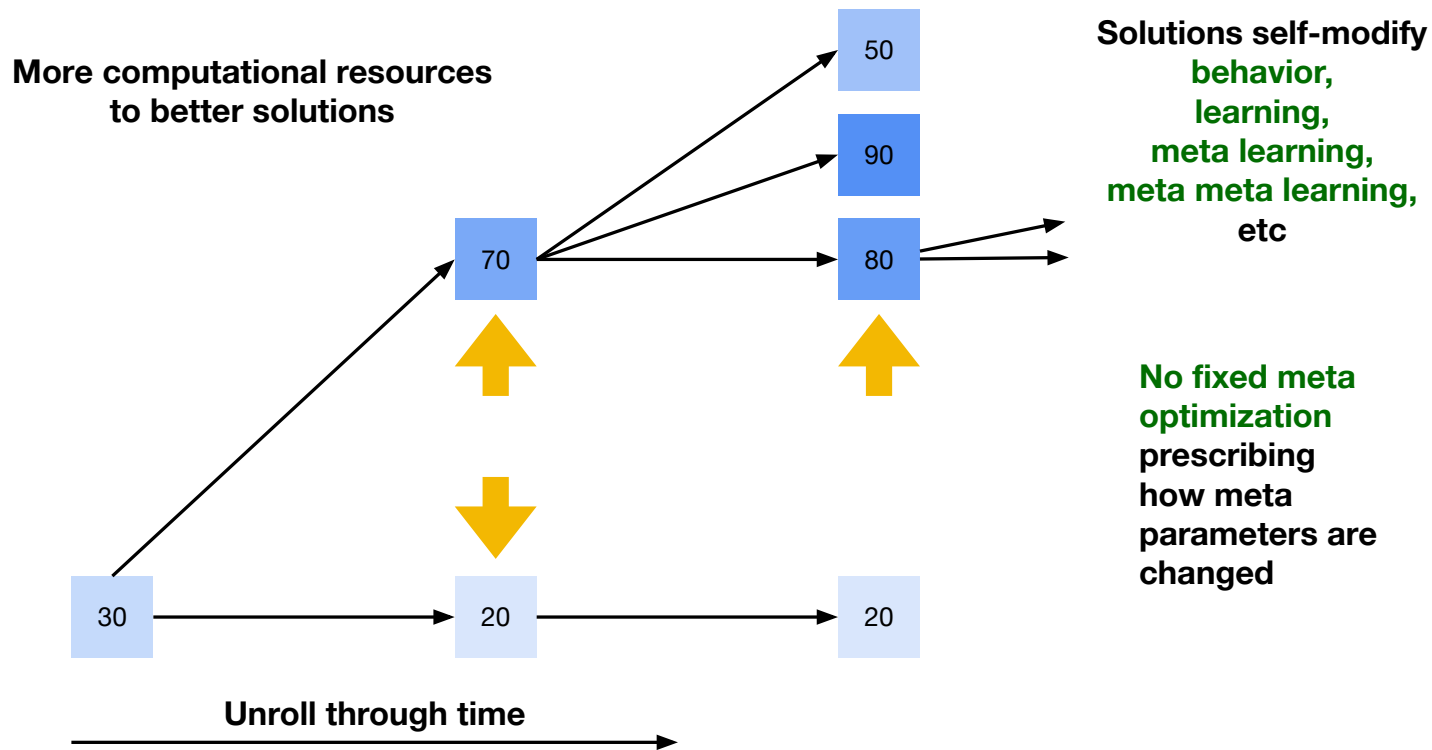 More computational resources
to better solutions
50
90
70
80
30
20
20
Unroll through time
Solutions self-modify
behavior,
learning,
meta learning,
meta meta learning,
etc
No fixed meta
optimization
prescribing
how meta
parameters are
changed